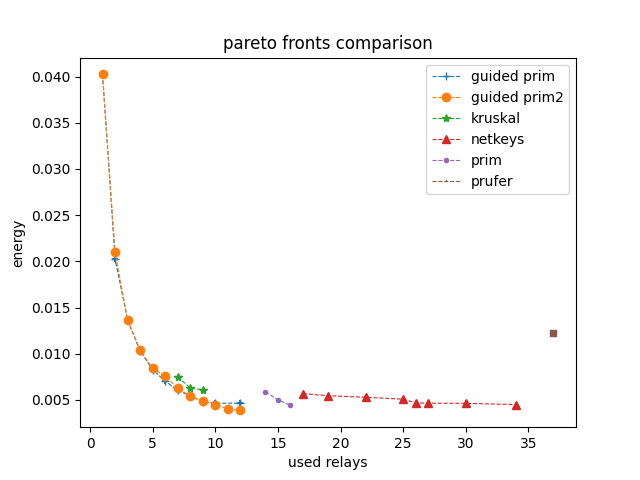 pareto fronts comparison
guided prim
guided prim2
kruskal
netkeys
prim
prufer
energy
0.040
0.035
0.030
0.025
0.020
0.015
0.010
0.005
0 5 10 15 20 25 30 35
used relays